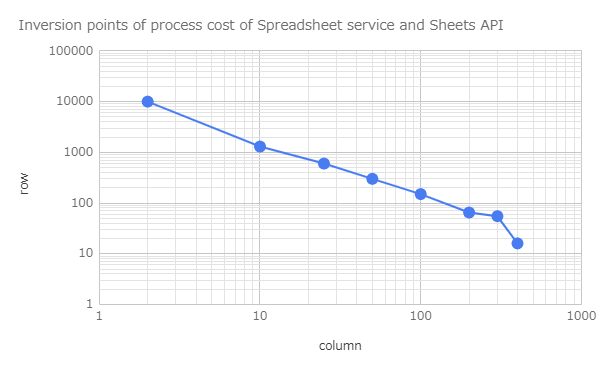 Inversion points of process cost of Spreadsheet service and Sheets API
100000
10000
1000
100
10
1
row
1 10 100 1000
column